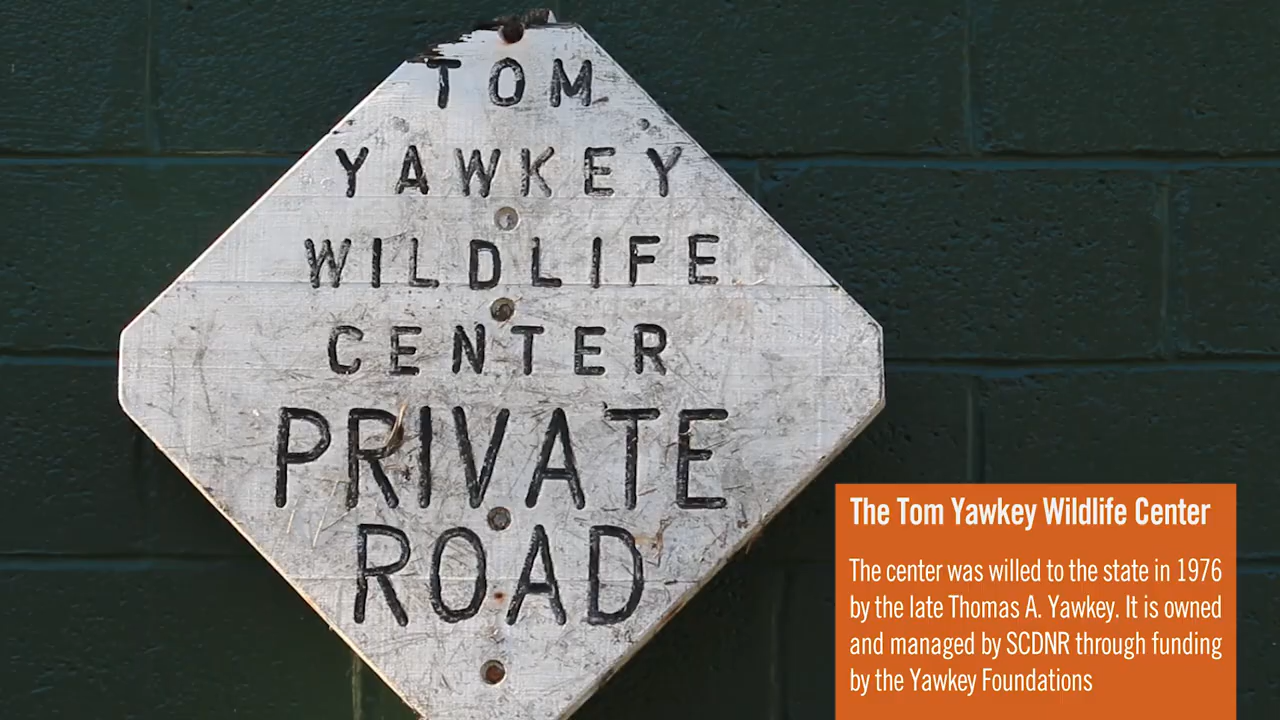 TOM
YAWKEY
WILDLIFE
CENTER
PRIVATE
ROAD
The Tom Yawkey Wildlife Center
The center was willed to the state in 1976
by the late Thomas A. Yawkey. It is owned
and managed by SCDNR through funding
by the Yawkey Foundations